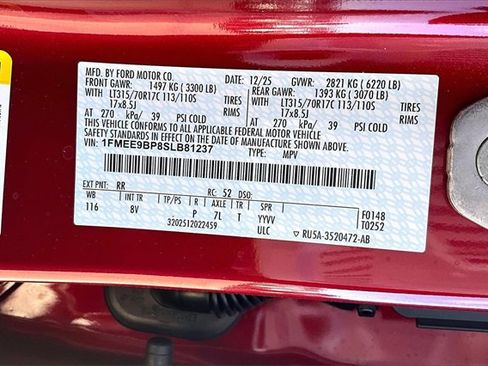 MFD. BY FORD MOTOR CO. DATE: 12/25 GVWR: 2821 KG (6220 LB)
FRONT GAWR: 1497 KG (3300 LB) REAR GAWR: 1393 KG (3070 LB)
WITH LT315/70R17C 113/110S TIRES WITH LT315/70R17C 113/110S TIRES
17x8.5J RIMS 17x8.5J RIMS
AT 270 kPa/ 39 PSI COLD AT 270 kPa/ 39 PSI COLD
THIS VEHICLE CONFORMS TO ALL APPLICABLE FEDERAL MOTOR VEHICLE SAFETY
STANDARDS IN EFFECT ON THE DATE OF MANUFACTURE SHOWN ABOVE.
VIN: 1FMEE9BP8SLB81237 TYPE: MPV
EXT PNT: RR RC: 52 DSO:
WB INT TR TP/PS R AXLE TR SPR F0148
116 8V P 7L T YYYV T0252
3202512022459 ULC RU5A-3520472-AB